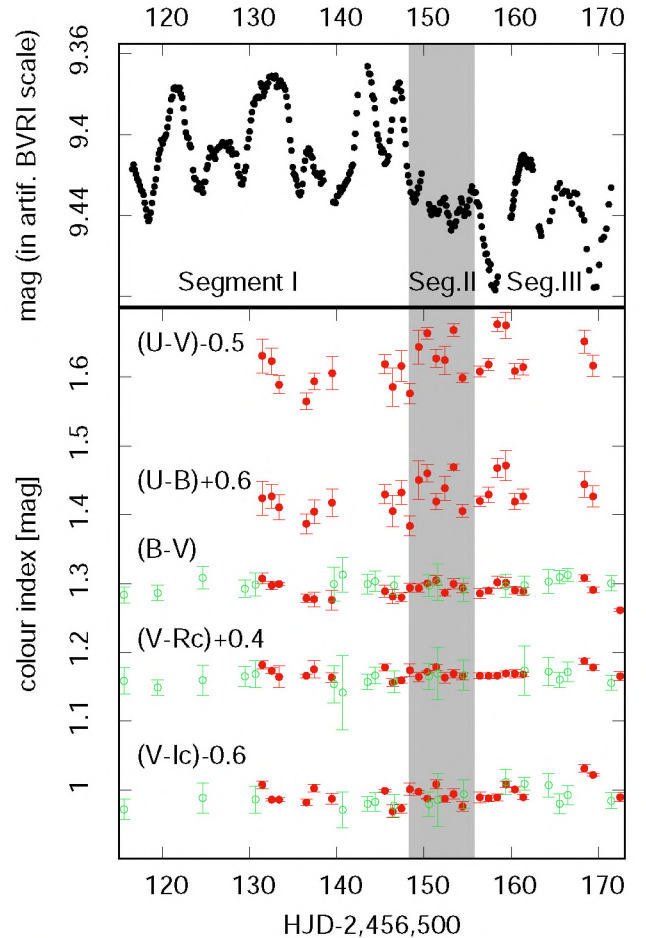 120 130 140 150 160 170
mag (in artif. BVRI scale)
9.36
9.4
9.44
Segment I Seg.II Seg.III
colour index [mag]
(U-V)-0.5
1.6
1.5
(U-B)+0.6
1.4
(B-V)
1.3
(V-Rc)+0.4
1.2
1.1
(V-Ic)-0.6
1
120 130 140 150 160 170
HJD-2,456,500